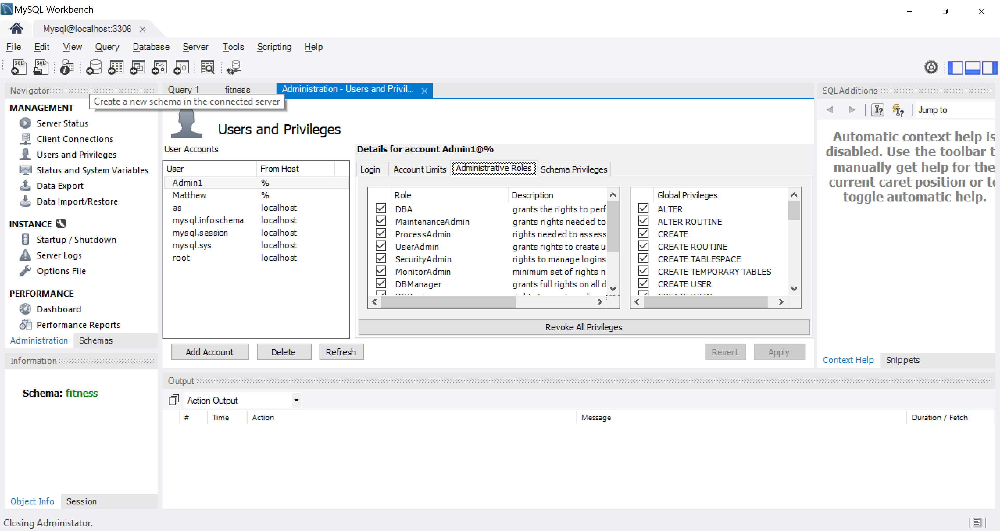 MySQL Workbench
Mysql@localhost:3306
File Edit View Query Database Server Tools Scripting Help
SQL SQL
Navigator
Query 1 fitness Administration - Users and Privil...
SQLAdditions
Create a new schema in the connected server
MANAGEMENT
Server Status
Client Connections
Users and Privileges
Status and System Variables
Data Export
Data Import/Restore
INSTANCE
Startup / Shutdown
Server Logs
Options File
PERFORMANCE
Dashboard
Performance Reports
Administration Schemas
Information
Schema: fitness
Object Info Session
Users and Privileges
User Accounts
User From Host
Admin1 %
Matthew %
as localhost
mysql.infoschema localhost
mysql.session localhost
mysql.sys localhost
root localhost
Add Account Delete Refresh
Details for account Admin1@%
Login Account Limits Administrative Roles Schema Privileges
Role Description
DBA grants the rights to perf
MaintenanceAdmin grants rights needed to
ProcessAdmin rights needed to assess
UserAdmin grants rights to create u
SecurityAdmin rights to manage logins
MonitorAdmin minimum set of rights n
DBManager grants full rights on all d
Global Privileges
ALTER
ALTER ROUTINE
CREATE
CREATE ROUTINE
CREATE TABLESPACE
CREATE TEMPORARY TABLES
CREATE USER
CREATE VIEW
Revoke All Privileges
Revert Apply
Jump to
Automatic context help is
disabled. Use the toolbar t
manually get help for the
current caret position or to
toggle automatic help.
Context Help Snippets
Output
Action Output
# Time Action Message Duration / Fetch
Closing Administator.